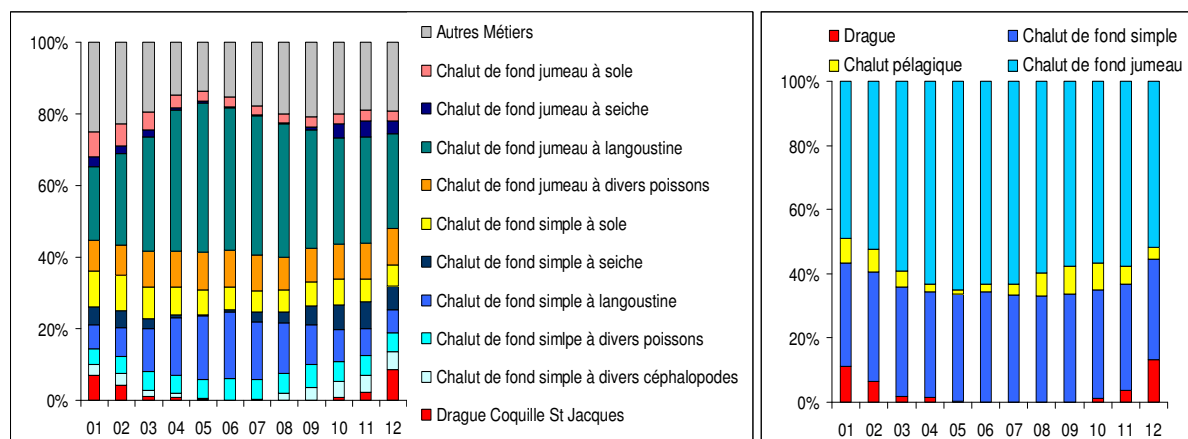 100%
80%
60%
40%
20%
0%
01 02 03 04 05 06 07 08 09 10 11 12
Autres Métiers
Chalut de fond jumeau à sole
Chalut de fond jumeau à seiche
Chalut de fond jumeau à langoustine
Chalut de fond jumeau à divers poissons
Chalut de fond simple à sole
Chalut de fond simple à seiche
Chalut de fond simple à langoustine
Chalut de fond simlpe à divers poissons
Chalut de fond simple à divers céphalopodes
Drague Coquille St Jacques
Drague Chalut de fond simple
Chalut pélagique Chalut de fond jumeau
100%
80%
60%
40%
20%
0%
01 02 03 04 05 06 07 08 09 10 11 12